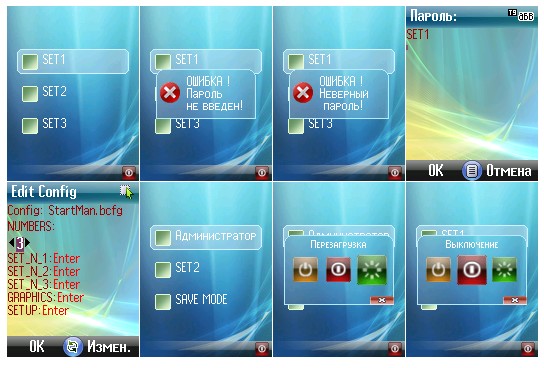 SET1
SET2
SET3
SET1
ОШИБКА !
Пароль
не введен!
SET3
SET1
ОШИБКА !
Неверный
пароль!
SET3
Пароль:
T9 абв
SET1
OK
Отмена
Edit Config
Config: StartMan.bcfg
NUMBERS:
3
SET_N_1:Enter
SET_N_2:Enter
SET_N_3:Enter
GRAPHICS:Enter
SETUP:Enter
OK
Измен.
Администратор
SET2
SAVE MODE
Администратор
Перезагрузка
SET1
Выключение